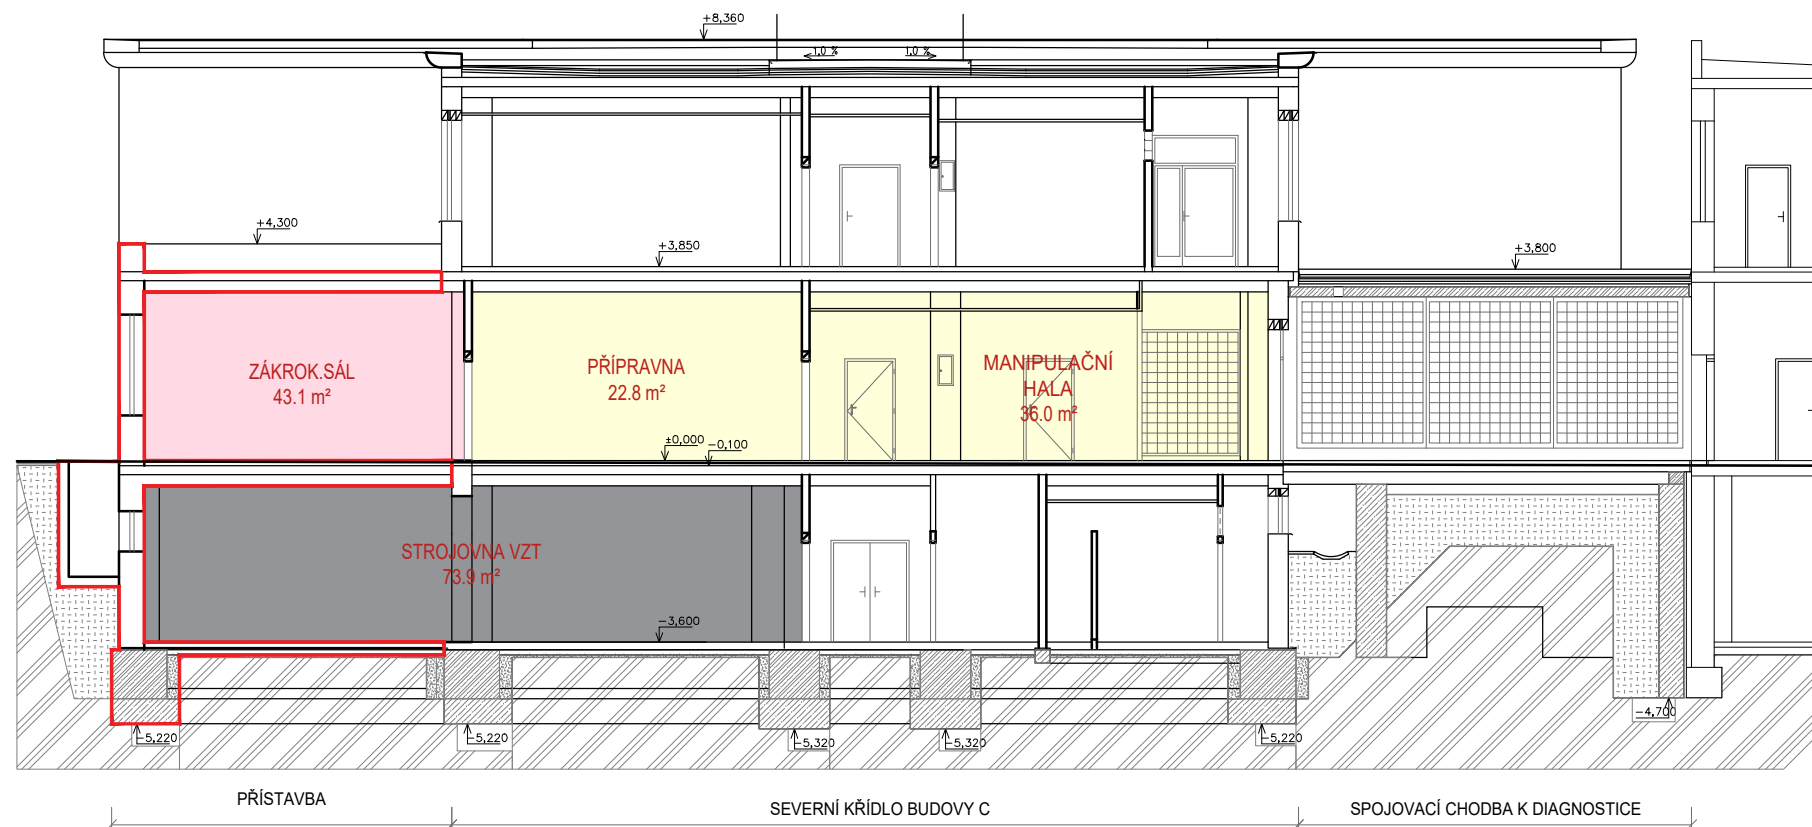 +8,360
1,0 %
1,0 %
+4,300
+3,850
+3,800
ZÁKROK.SÁL
43.1 m²
PŘÍPRAVNA
22.8 m²
MANIPULAČNÍ
HALA
36.0 m²
±0,000
-0,100
STROJOVNA VZT
73.9 m²
-3,600
-4,700
-5,220
-5,220
-5,320
-5,320
-5,220
PŘÍSTAVBA
SEVERNÍ KŘÍDLO BUDOVY C
SPOJOVACÍ CHODBA K DIAGNOSTICE